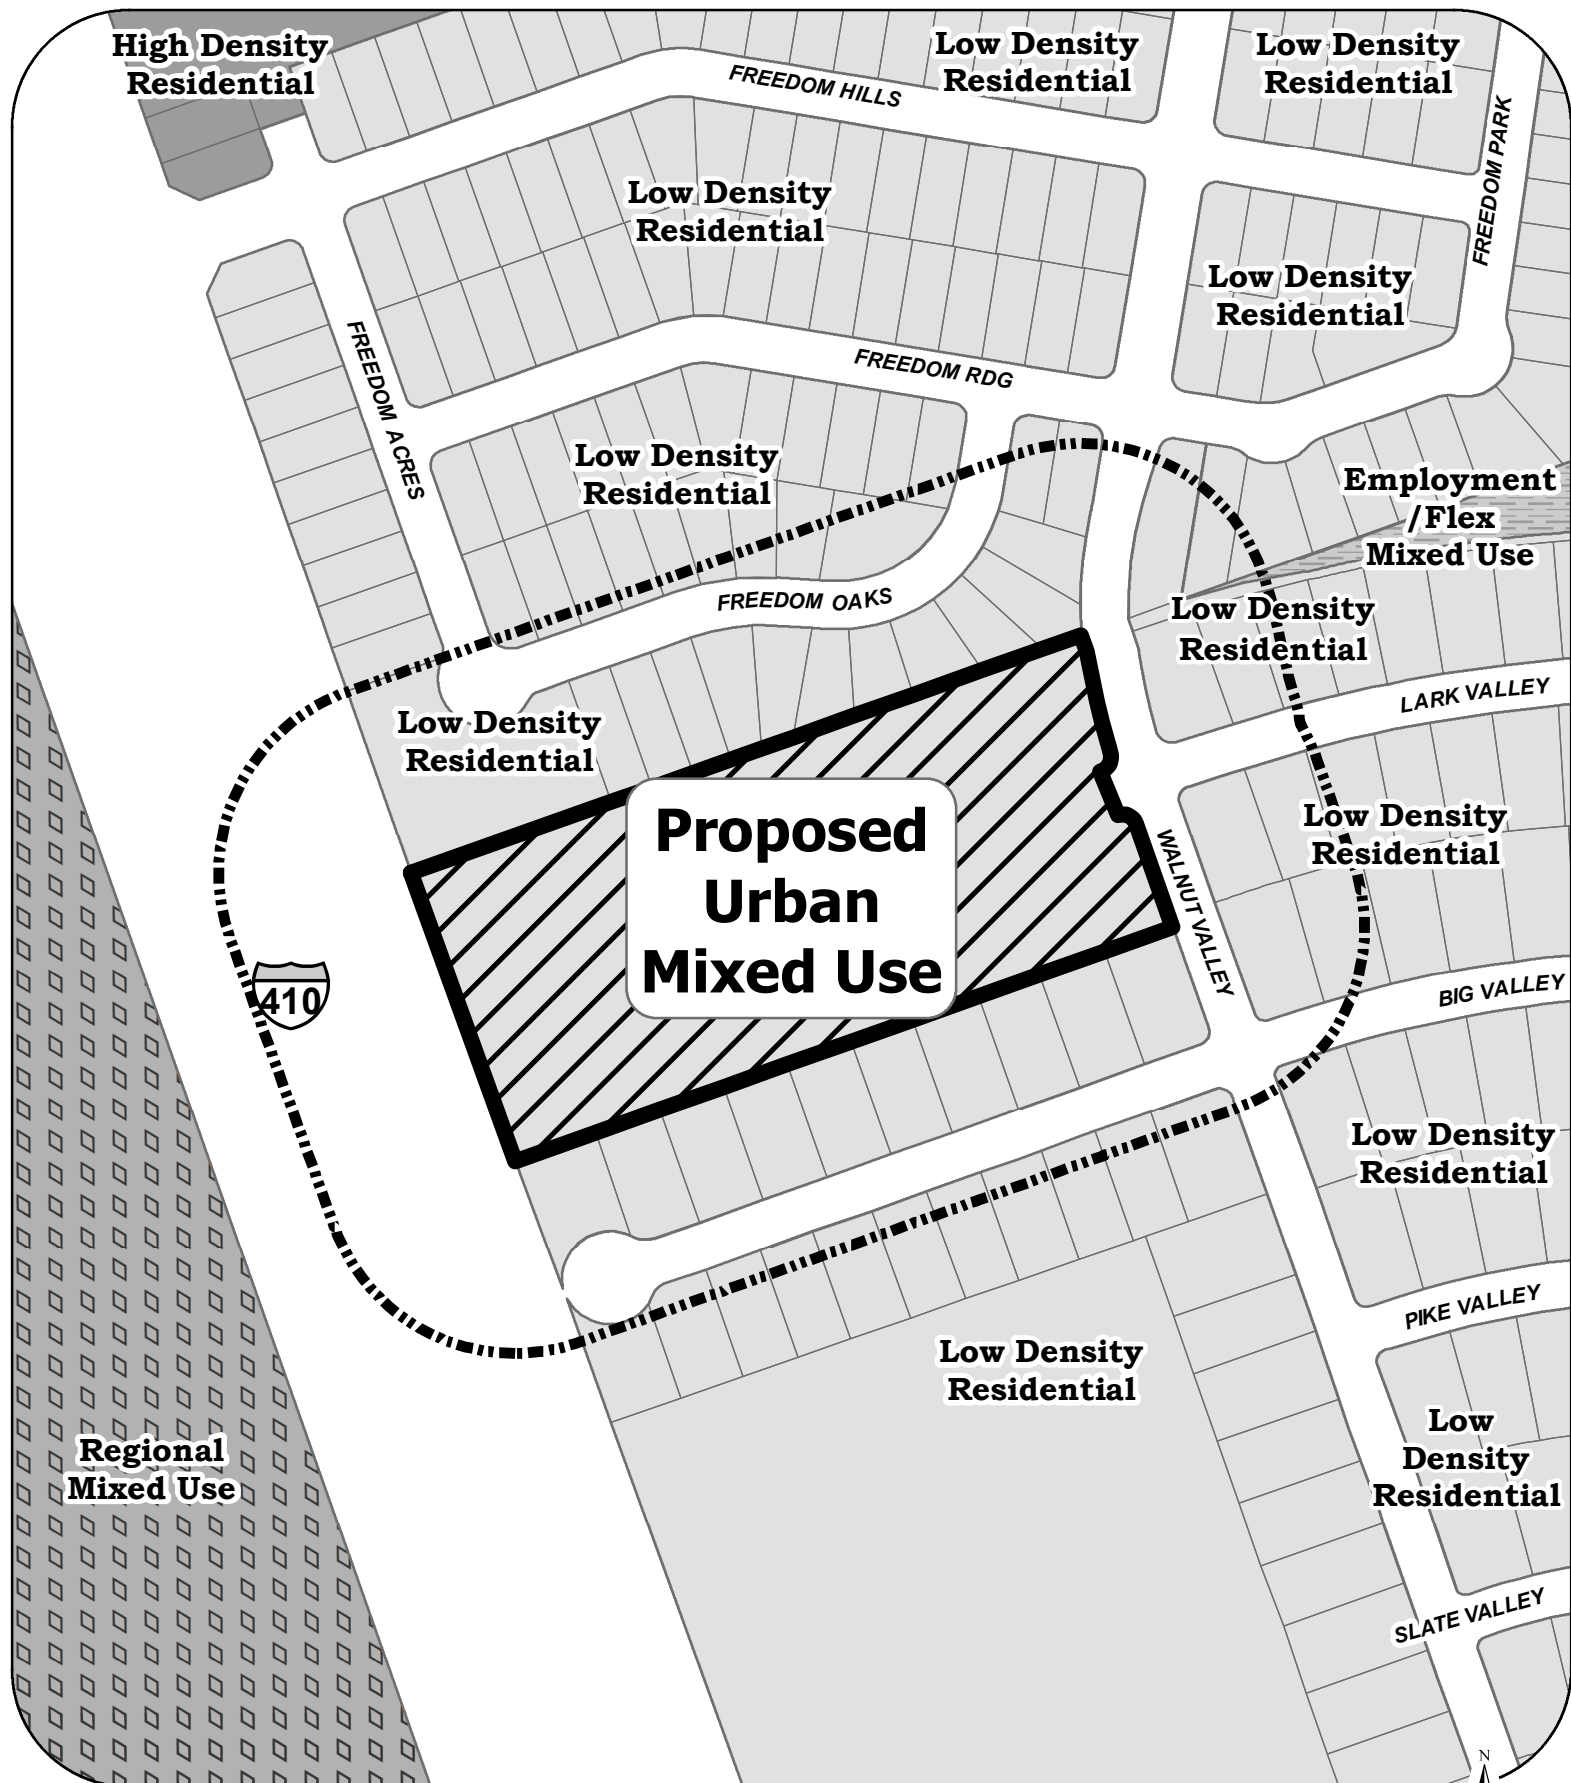 High Density
Residential
Low Density
Residential
Low Density
Residential
FREEDOM HILLS
FREEDOM PARK
Low Density
Residential
Low Density
Residential
FREEDOM ACRES
FREEDOM RDG
Low Density
Residential
Employment
/Flex
Mixed Use
FREEDOM OAKS
Low Density
Residential
LARK VALLEY
Low Density
Residential
Proposed
Urban
Mixed Use
Low Density
Residential
WALNUT VALLEY
410
BIG VALLEY
Low Density
Residential
PIKE VALLEY
Low Density
Residential
Regional
Mixed Use
Low
Density
Residential
SLATE VALLEY
N